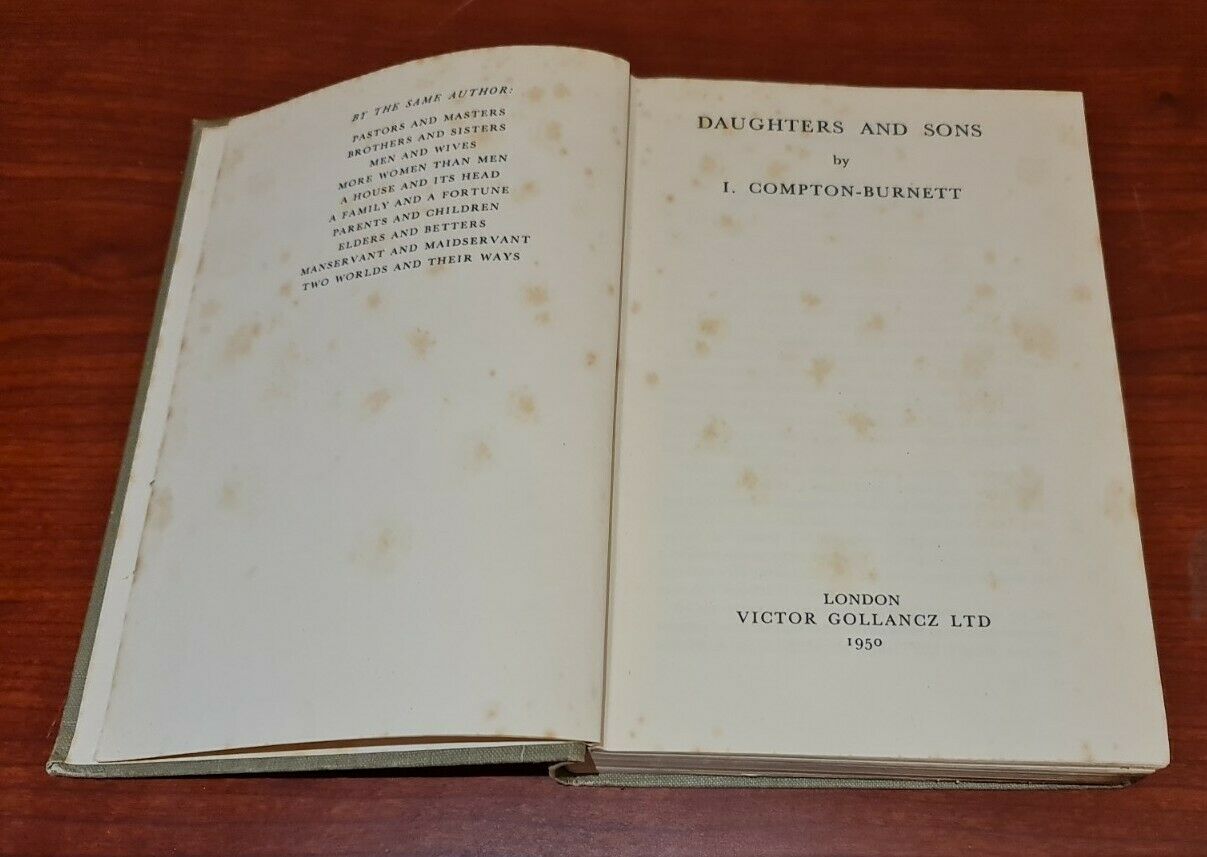 BY THE SAME AUTHOR:
PASTORS AND MASTERS
BROTHERS AND SISTERS
MEN AND WIVES
MORE WOMEN THAN MEN
A HOUSE AND ITS HEAD
A FAMILY AND A FORTUNE
PARENTS AND CHILDREN
ELDERS AND BETTERS
MANSERVANT AND MAIDSERVANT
TWO WORLDS AND THEIR WAYS
DAUGHTERS AND SONS
by
I. COMPTON-BURNETT
LONDON
VICTOR GOLLANCZ LTD
1950